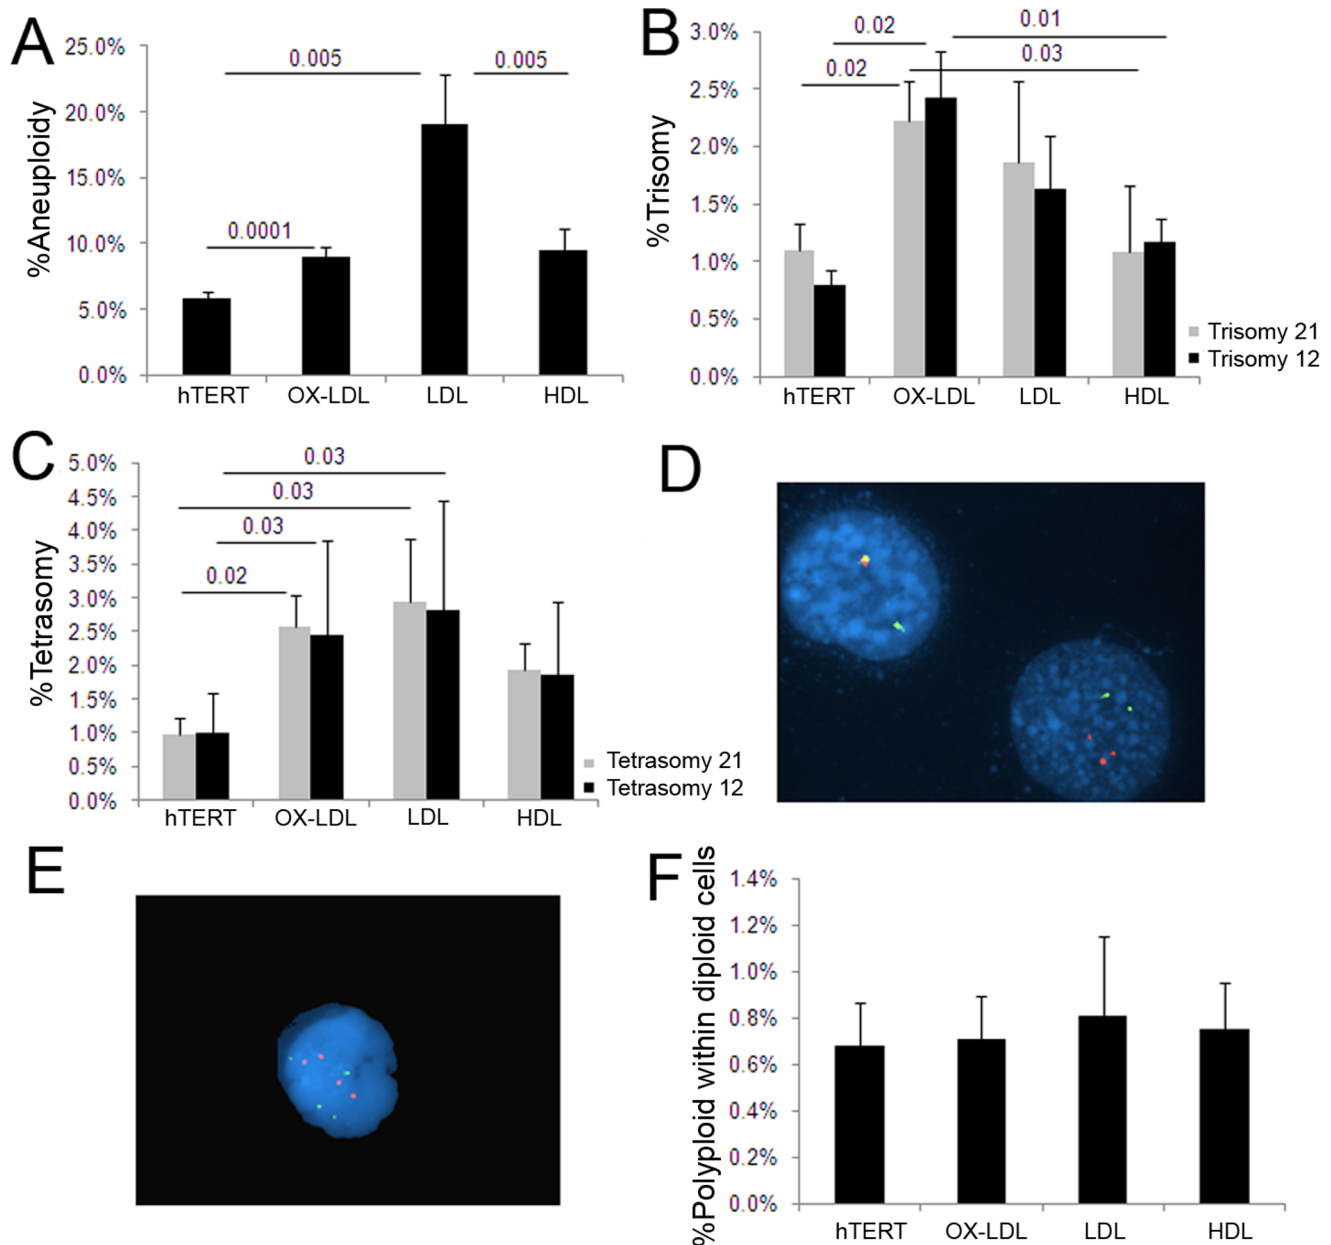 A
%Aneuploidy
25.0%
20.0%
15.0%
10.0%
5.0%
0.0%
0.005
0.005
0.0001
hTERT OX-LDL LDL HDL
B
%Trisomy
3.0%
2.5%
2.0%
1.5%
1.0%
0.5%
0.0%
0.02
0.01
0.02
0.03
Trisomy 21
Trisomy 12
hTERT OX-LDL LDL HDL
C
%Tetrasomy
5.0%
4.5%
4.0%
3.5%
3.0%
2.5%
2.0%
1.5%
1.0%
0.5%
0.0%
0.03
0.03
0.03
0.02
Tetrasomy 21
Tetrasomy 12
hTERT OX-LDL LDL HDL
D
E
F
%Polyploid within diploid cells
1.4%
1.2%
1.0%
0.8%
0.6%
0.4%
0.2%
0.0%
hTERT OX-LDL LDL HDL